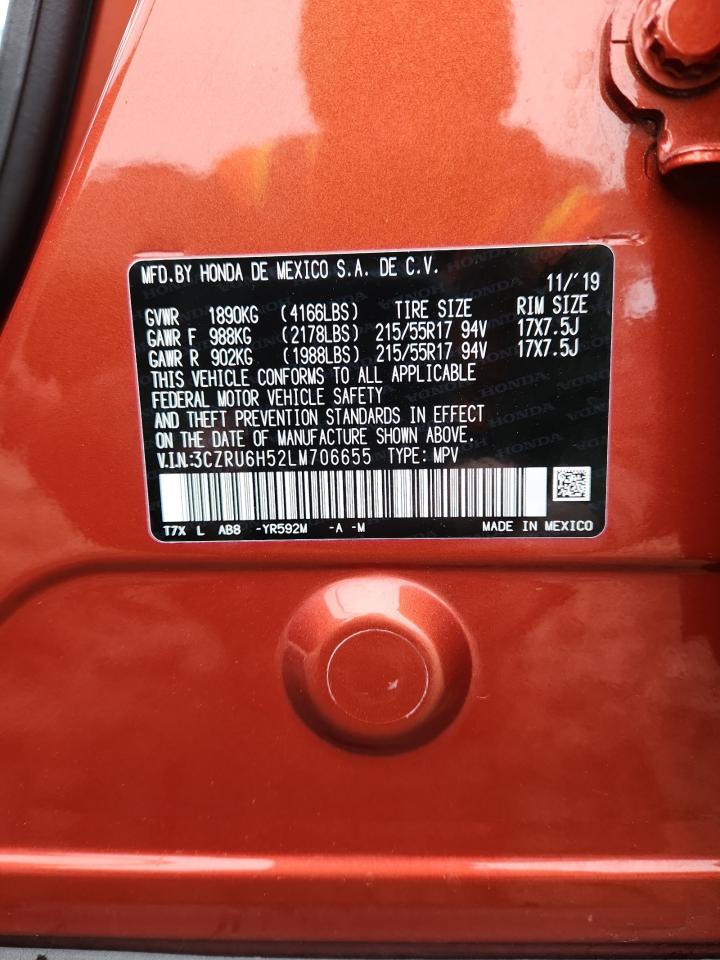 MFD.BY HONDA DE MEXICO S.A. DE C.V.
11/'19
GVWR 1890KG (4166LBS) TIRE SIZE RIM SIZE
GAWR F 988KG (2178LBS) 215/55R17 94V 17X7.5J
GAWR R 902KG (1988LBS) 215/55R17 94V 17X7.5J
THIS VEHICLE CONFORMS TO ALL APPLICABLE
FEDERAL MOTOR VEHICLE SAFETY
AND THEFT PREVENTION STANDARDS IN EFFECT
ON THE DATE OF MANUFACTURE SHOWN ABOVE.
V.I.N.:3CZRU6H52LM706655 TYPE: MPV
T7X L AB8 -YR592M -A -M MADE IN MEXICO
HONDA